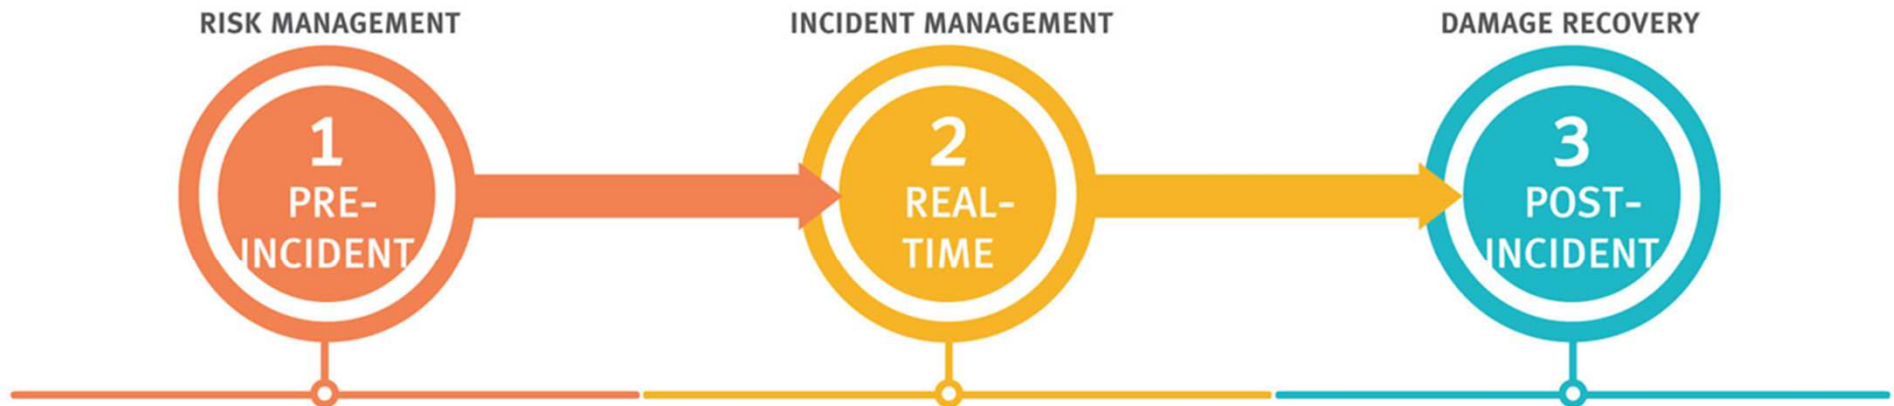 RISK MANAGEMENT
1
PRE-
INCIDENT
INCIDENT MANAGEMENT
2
REAL-
TIME
DAMAGE RECOVERY
3
POST-
INCIDENT